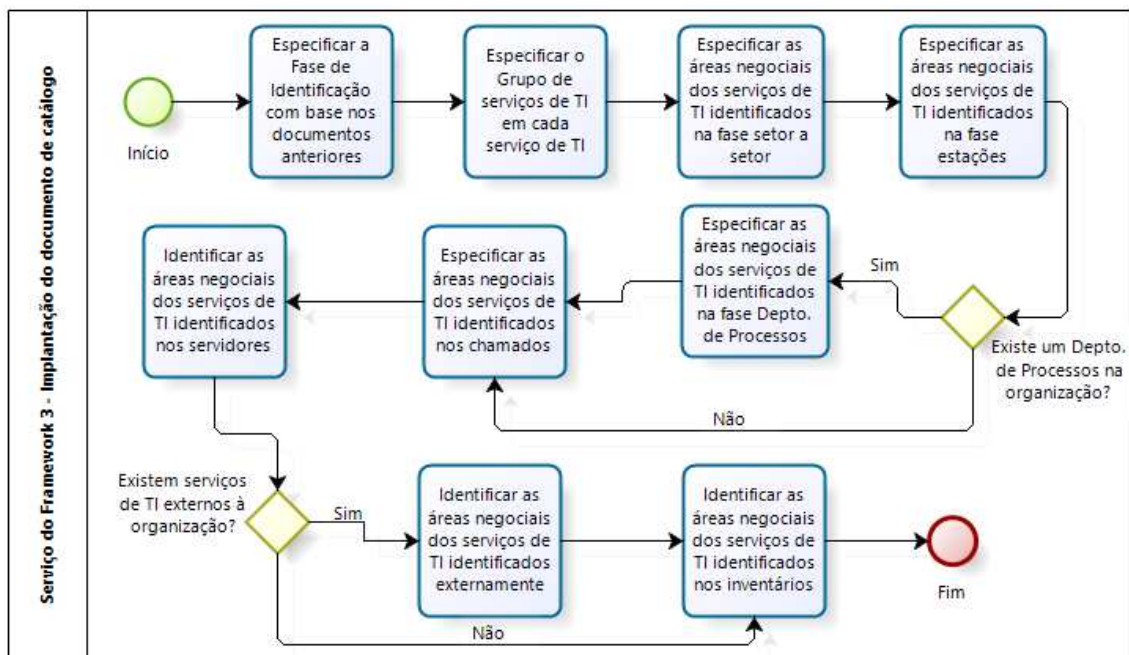 Serviço do Framework 3 - Implantação do documento de catálogo
Início
Especificar a
Fase de
Identificação
com base nos
documentos
anteriores
Especificar o
Grupo de
serviços de TI
em cada
serviço de TI
Especificar as
áreas negociais
dos serviços de
TI identificados
na fase setor a
setor
Especificar as
áreas negociais
dos serviços de
TI identificados
na fase
estações
Existe um Depto.
de Processos na
organização?
Sim
Não
Especificar as
áreas negociais
dos serviços de
TI identificados
na fase Depto.
de Processos
Especificar as
áreas negociais
dos serviços de
TI identificados
nos chamados
Identificar as
áreas negociais
dos serviços de
TI identificados
nos servidores
Existem serviços
de TI externos à
organização?
Sim
Não
Identificar as
áreas negociais
dos serviços de
TI identificados
externamente
Identificar as
áreas negociais
dos serviços de
TI identificados
nos inventários
Fim